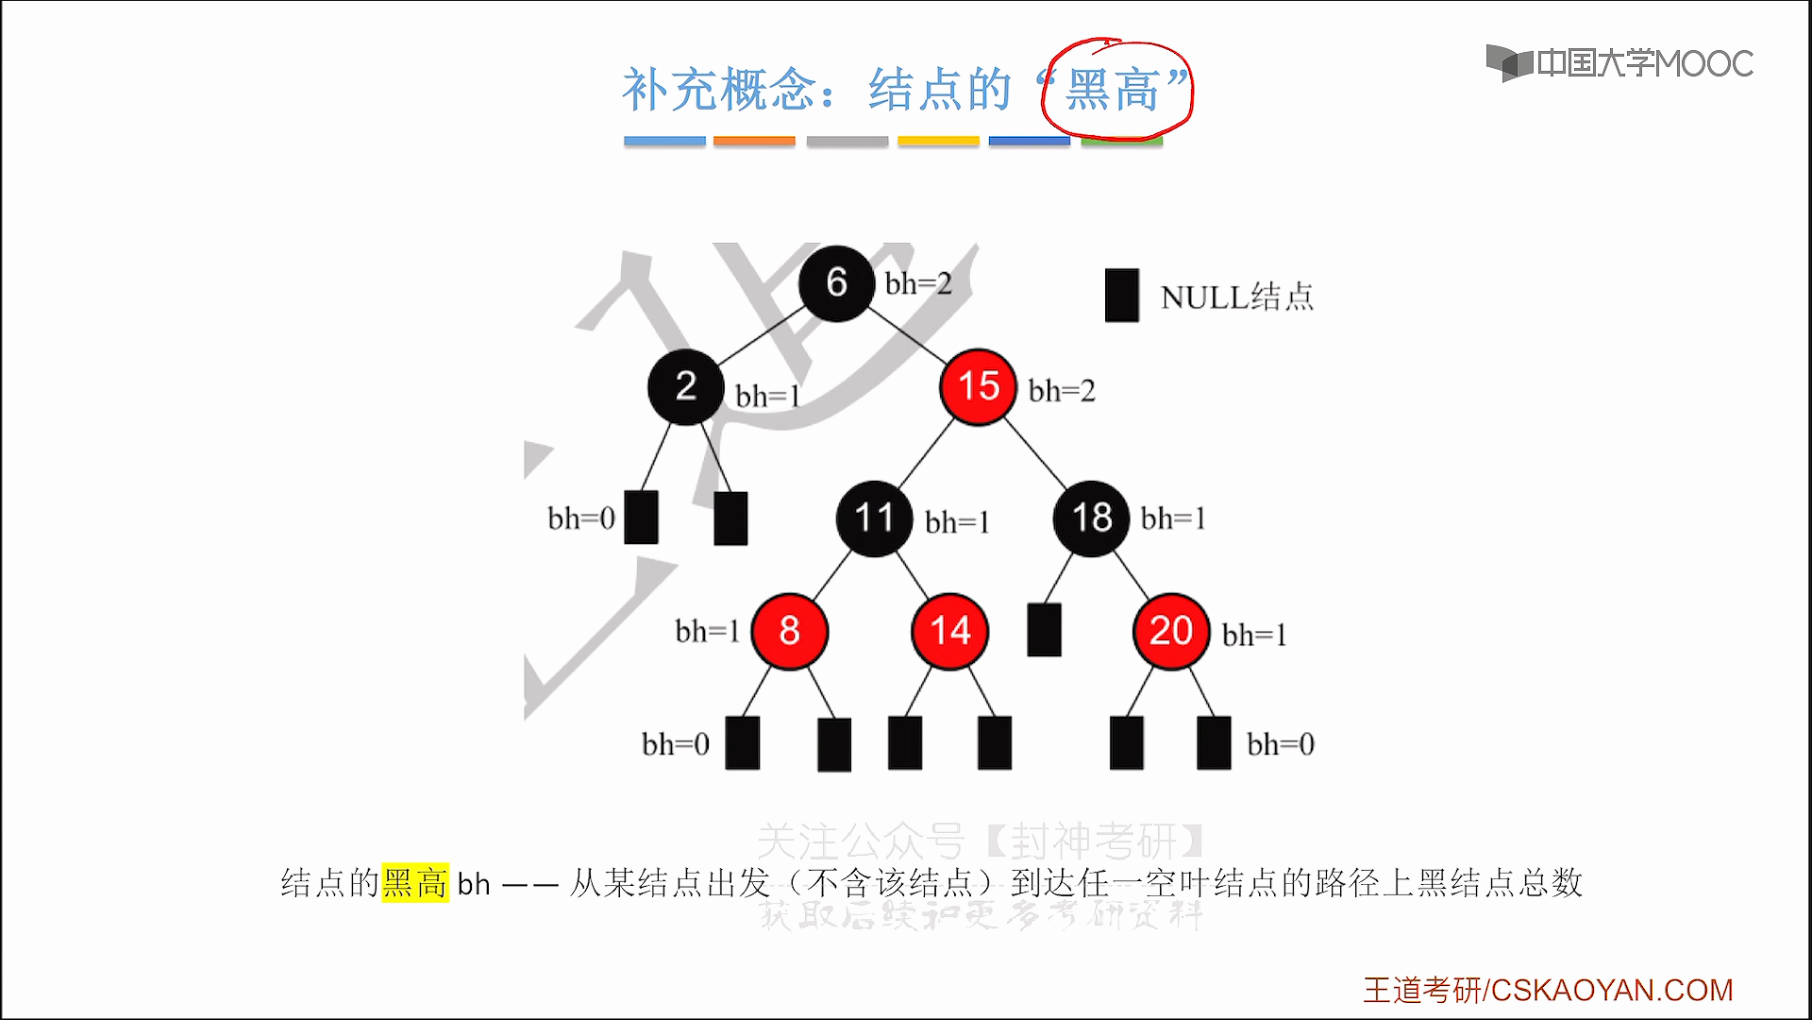 中国大学MOOC
补充概念：结点的“黑高”
6 bh=2
NULL结点
2 bh=1
15 bh=2
bh=0
11 bh=1
18 bh=1
bh=1 8
14
20 bh=1
bh=0
bh=0
关注公众号【封神考研】
结点的黑高 bh —— 从某结点出发（不含该结点）到达任一空叶结点的路径上黑结点总数
获取后续和更多考研资料
王道考研/CSKAOYAN.COM